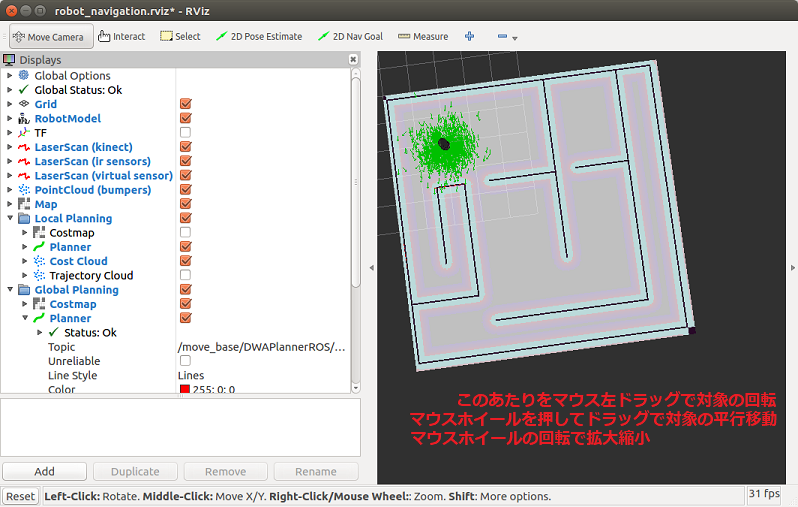 robot_navigation.rviz* - RViz
Move Camera Interact Select 2D Pose Estimate 2D Nav Goal Measure
Displays
Global Options
Global Status: Ok
Grid
RobotModel
TF
LaserScan (kinect)
LaserScan (ir sensors)
LaserScan (virtual sensor)
PointCloud (bumpers)
Map
Local Planning
Costmap
Planner
Cost Cloud
Trajectory Cloud
Global Planning
Costmap
Planner
Status: Ok
Topic /move_base/DWAPlannerROS/...
Unreliable
Line Style Lines
Color 255; 0; 0
このあたりをマウス左ドラッグで対象の回転
マウスホイールを押してドラッグで対象の平行移動
マウスホイールの回転で拡大縮小
Add Duplicate Remove Rename
Reset Left-Click: Rotate. Middle-Click: Move X/Y. Right-Click/Mouse Wheel:: Zoom. Shift: More options. 31 fps